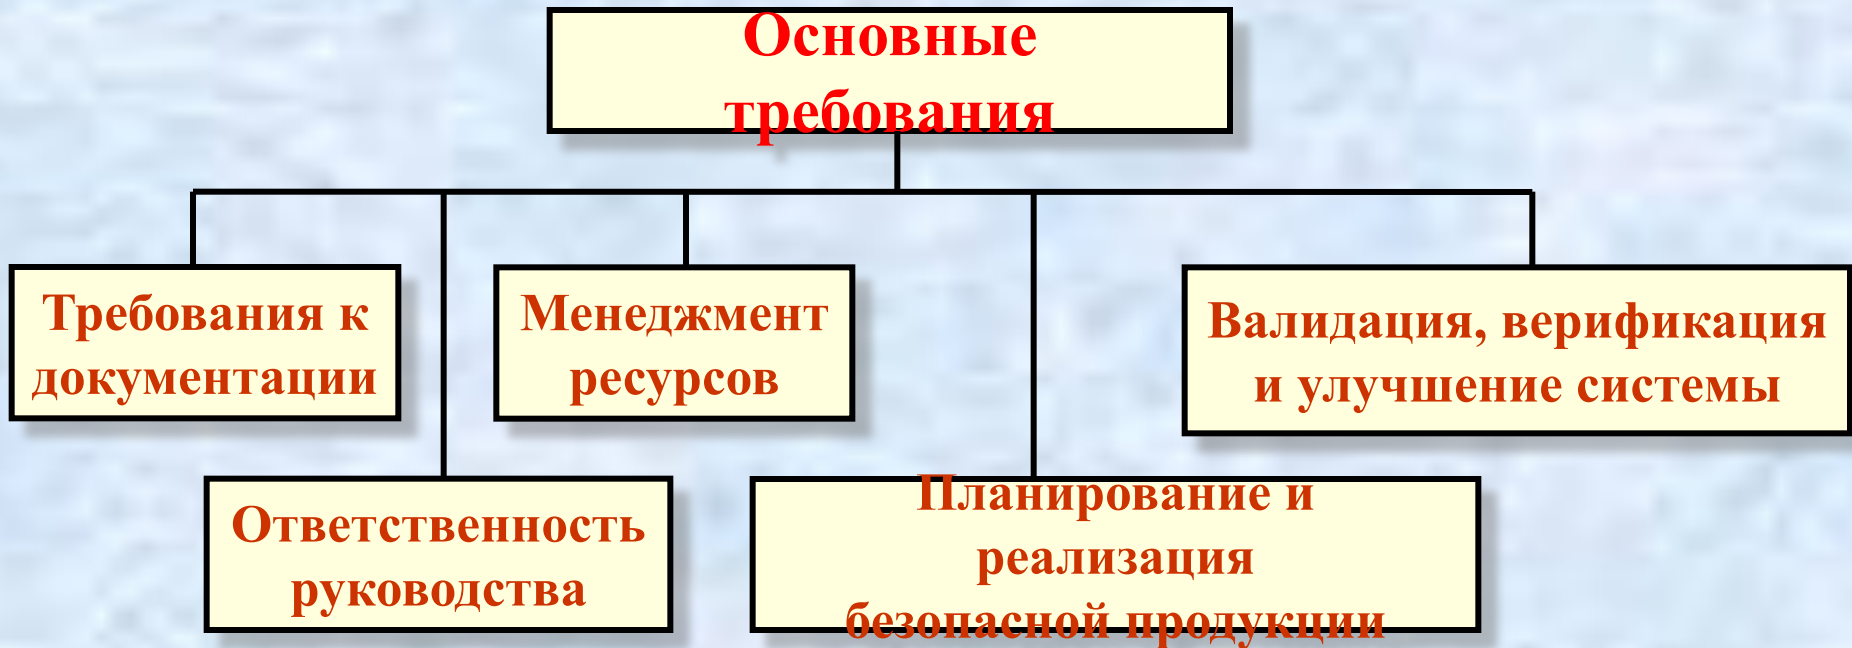 Основные
требования
Требования к
документации
Менеджмент
ресурсов
Валидация, верификация
и улучшение системы
Ответственность
руководства
Планирование и
реализация
безопасной продукции